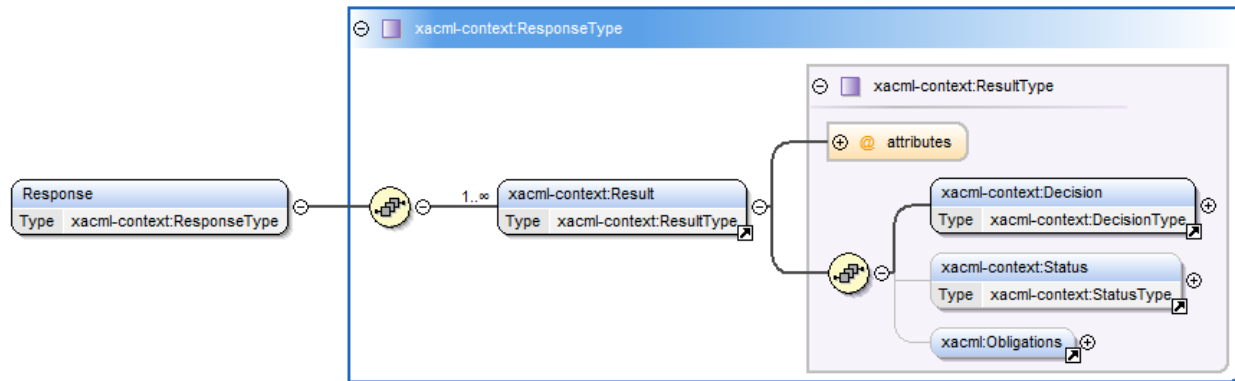 xacml-context:ResponseType
xacml-context:ResultType
@ attributes
Response
Type xacml-context:ResponseType
1..∞
xacml-context:Result
Type xacml-context:ResultType
xacml-context:Decision
Type xacml-context:DecisionType
xacml-context:Status
Type xacml-context:StatusType
xacml:Obligations